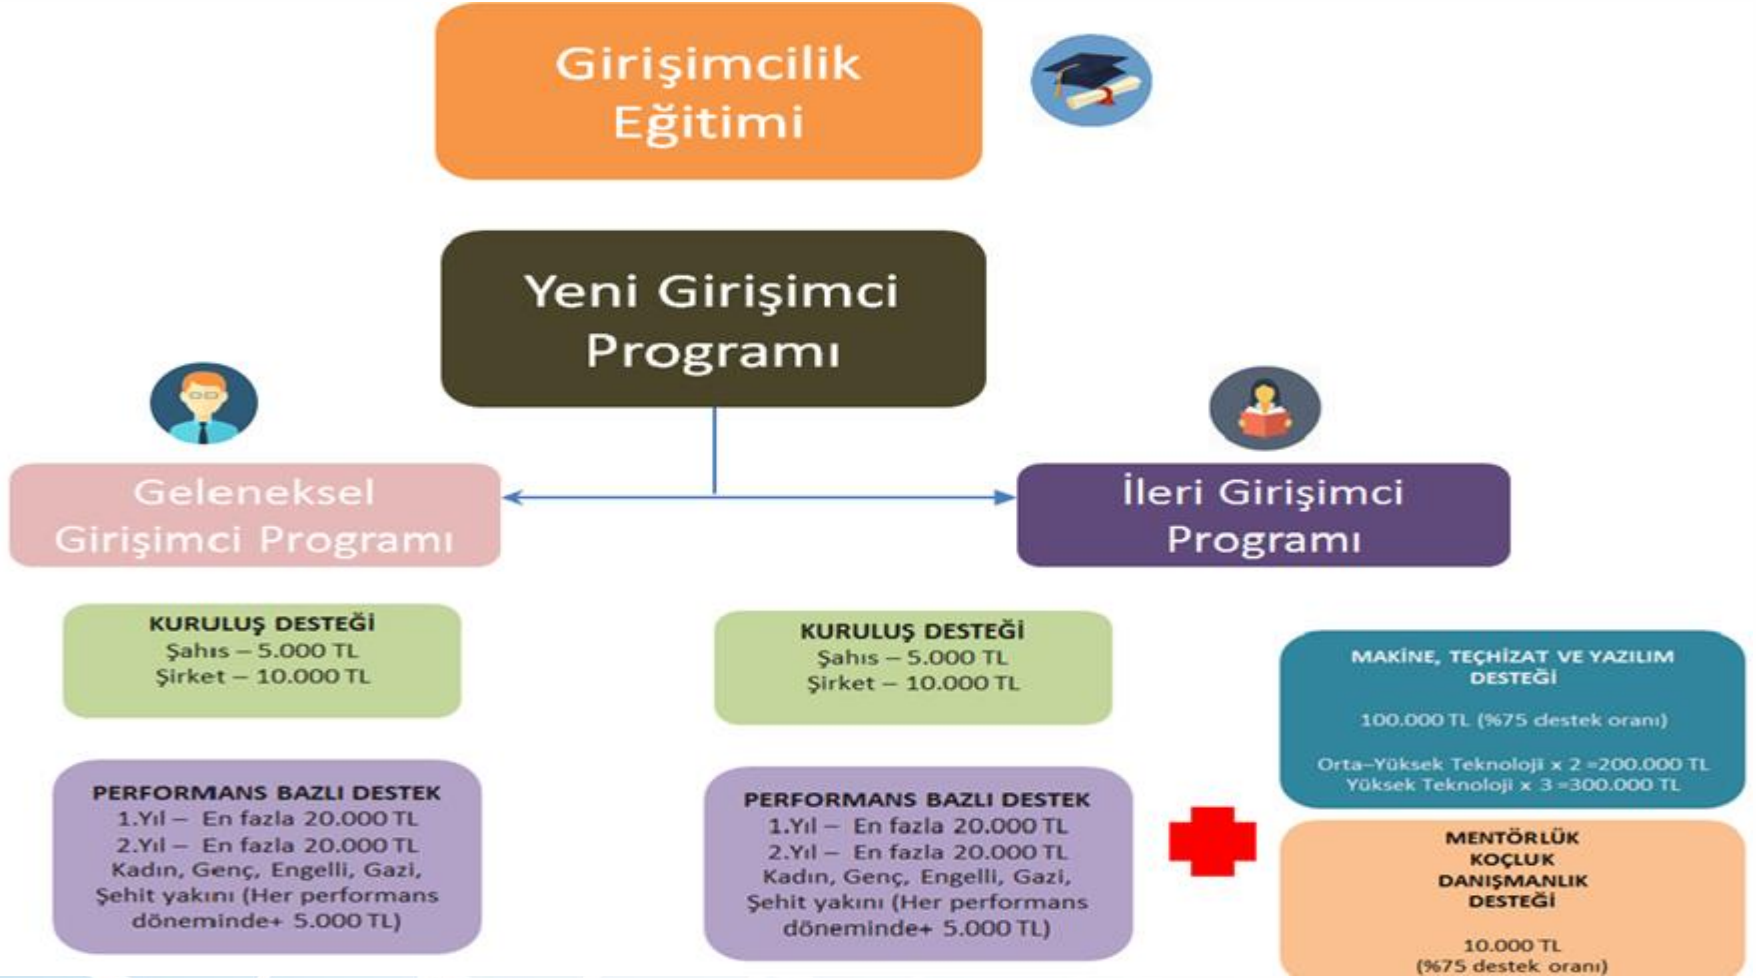 Girişimcilik
Eğitimi
Yeni Girişimci
Programı
Geleneksel
Girişimci Programı
İleri Girişimci
Programı
KURULUŞ DESTEĞİ
Şahıs – 5.000 TL
Şirket – 10.000 TL
PERFORMANS BAZLI DESTEK
1.Yıl – En fazla 20.000 TL
2.Yıl – En fazla 20.000 TL
Kadın, Genç, Engelli, Gazi,
Şehit yakını (Her performans
döneminde+ 5.000 TL)
KURULUŞ DESTEĞİ
Şahıs – 5.000 TL
Şirket – 10.000 TL
PERFORMANS BAZLI DESTEK
1.Yıl – En fazla 20.000 TL
2.Yıl – En fazla 20.000 TL
Kadın, Genç, Engelli, Gazi,
Şehit yakını (Her performans
döneminde+ 5.000 TL)
MAKİNE, TEÇHİZAT VE YAZILIM
DESTEĞİ
100.000 TL (%75 destek oranı)
Orta–Yüksek Teknoloji x 2 =200.000 TL
Yüksek Teknoloji x 3 =300.000 TL
MENTÖRLÜK
KOÇLUK
DANIŞMANLIK
DESTEĞİ
10.000 TL
(%75 destek oranı)